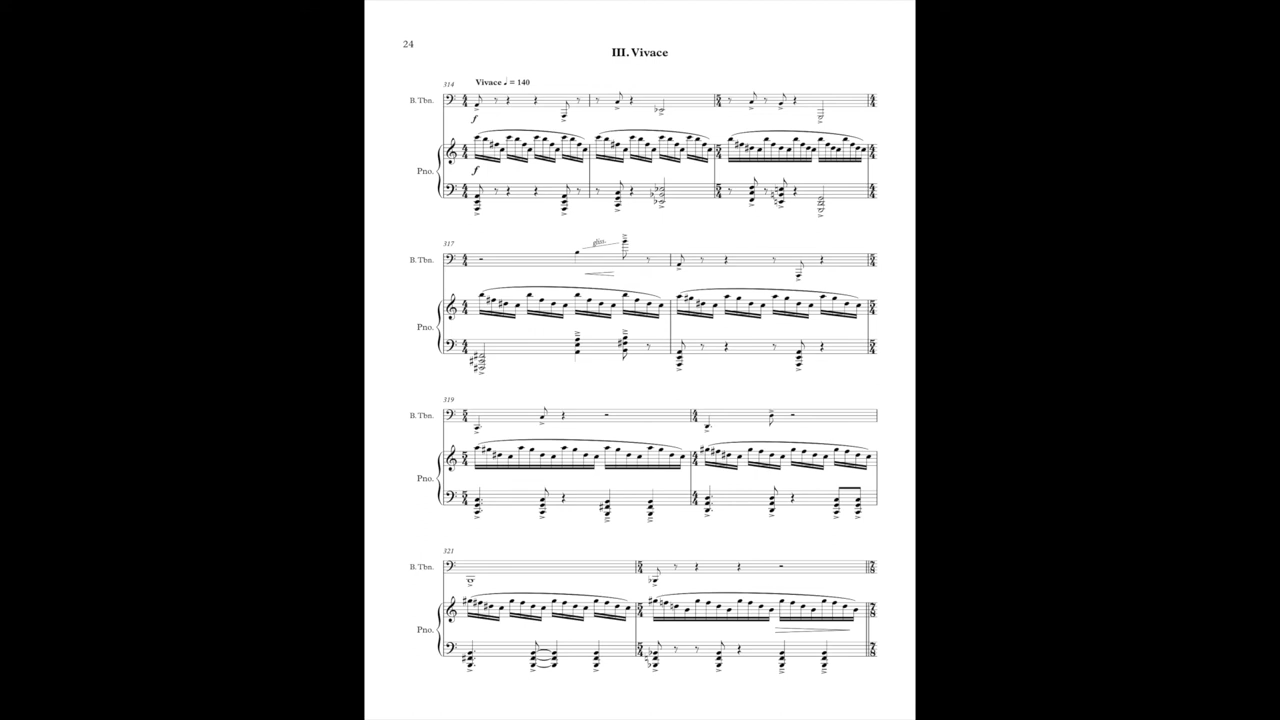 24
III. Vivace
Vivace ♩ = 140
314
B. Tbn.
f
Pno.
f
317
B. Tbn.
gliss.
Pno.
319
B. Tbn.
Pno.
321
B. Tbn.
Pno.